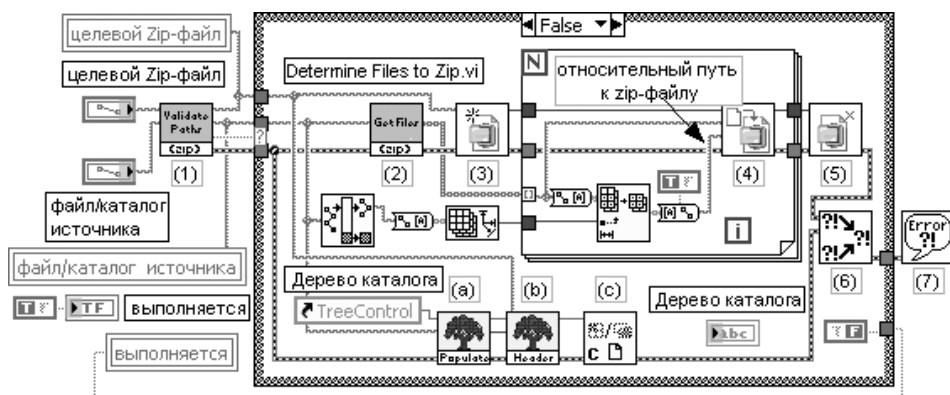 False
целевой Zip-файл
целевой Zip-файл
Determine Files to Zip.vi
N
относительный путь
к zip-файлу
Validate
Paths
(zip)
Get Files
(zip)
(1)
(2)
(3)
(4)
(5)
?
[]
[A]
[A]
[A]
[A]
T F
i
файл/каталог
источника
файл/каталог источника
Дерево каталога
TreeControl
(a)
(b)
(c)
Populate
Header
C
Дерево каталога
abc
?!
?!
?!
(6)
Error
?!
(7)
T F
TF
выполняется
выполняется
F